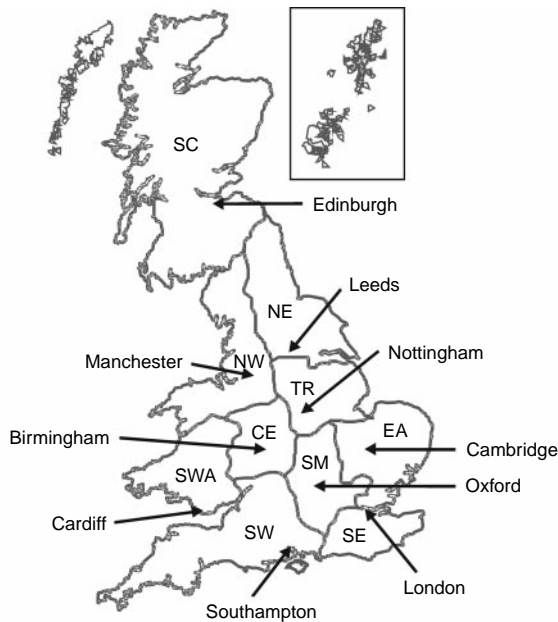 SC
Edinburgh
Leeds
NE
Nottingham
Manchester
NW
TR
Birmingham
CE
EA
Cambridge
SM
SWA
Oxford
Cardiff
SW
SE
London
Southampton